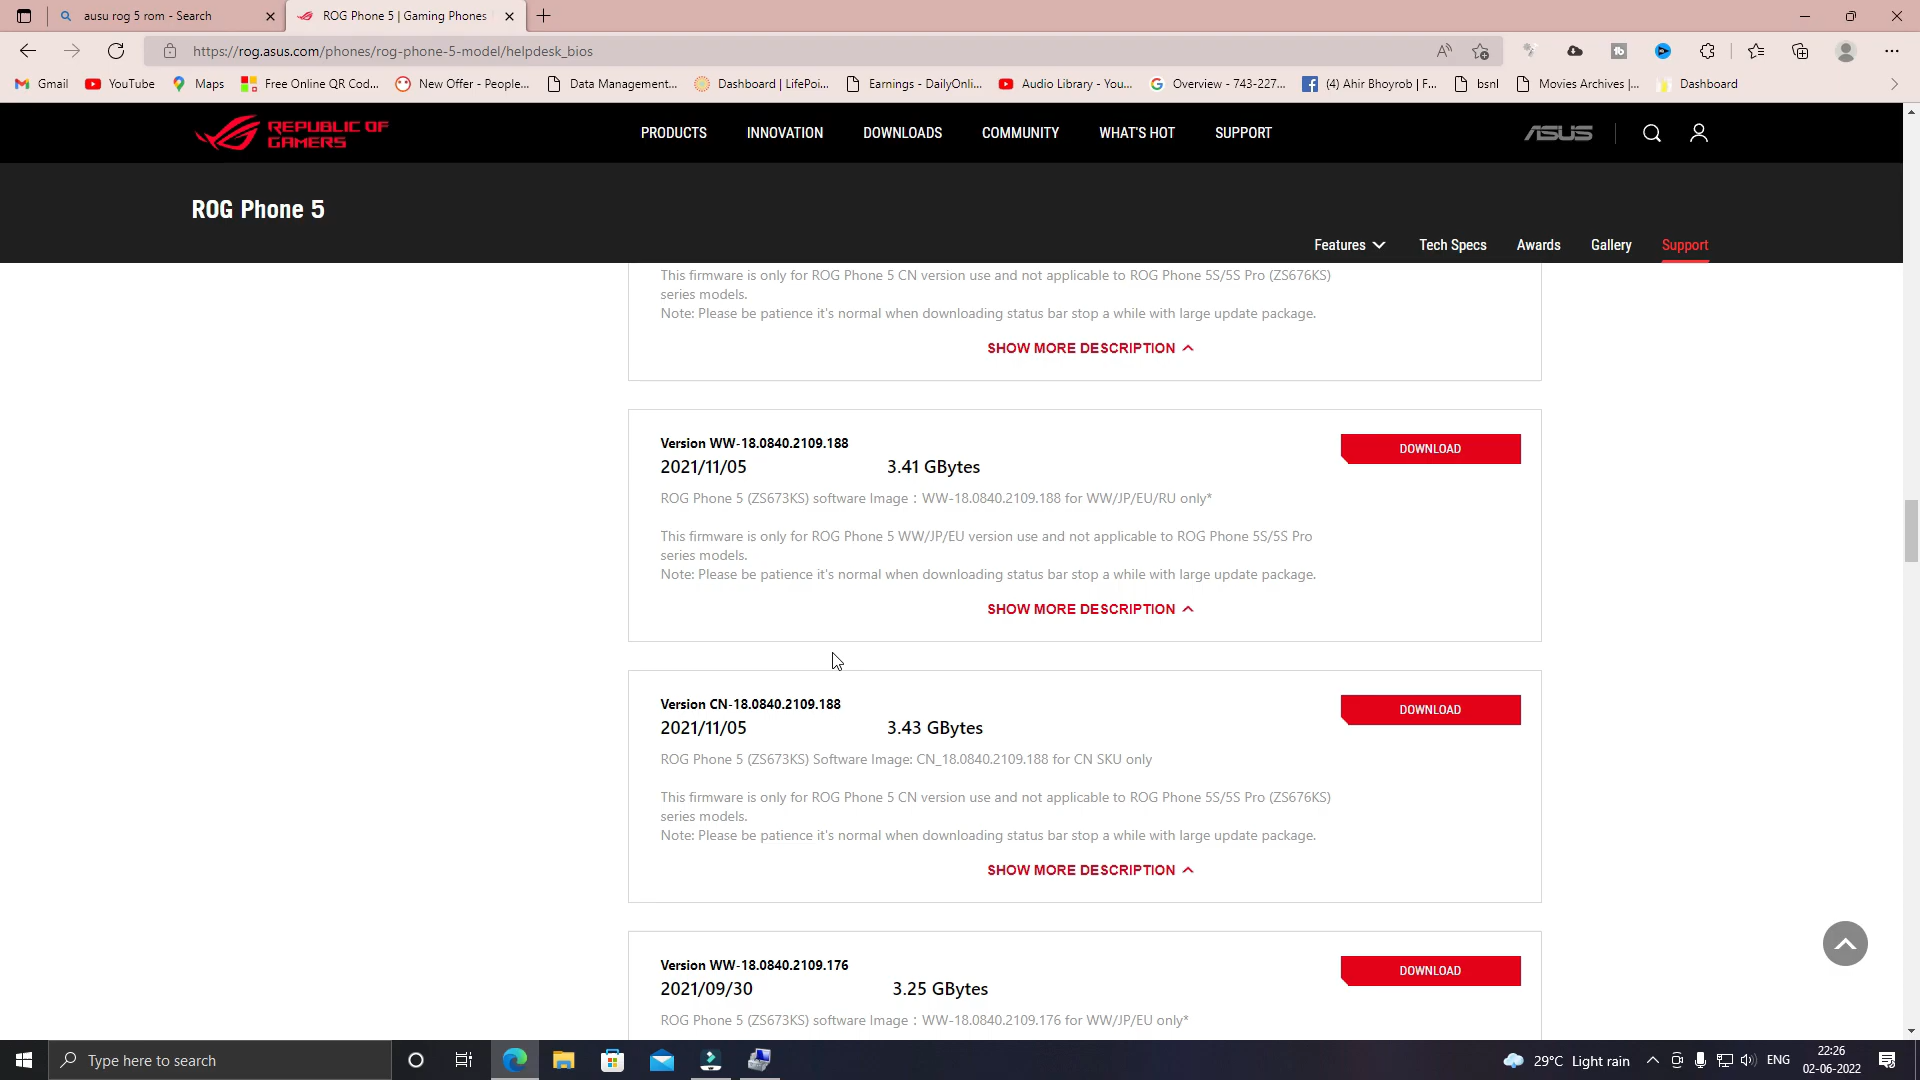 ausu rog 5 rom - Search
ROG Phone 5 | Gaming Phones
https://rog.asus.com/phones/rog-phone-5-model/helpdesk_bios
Gmail
YouTube
Maps
Free Online QR Cod...
New Offer - People...
Data Management...
Dashboard | LifePoi...
Earnings - DailyOnli...
Audio Library - You...
Overview - 743-227...
(4) Ahir Bhoyrob | F...
bsnl
Movies Archives |...
Dashboard
REPUBLIC OF
GAMERS
PRODUCTS
INNOVATION
DOWNLOADS
COMMUNITY
WHAT'S HOT
SUPPORT
ASUS
ROG Phone 5
Features
Tech Specs
Awards
Gallery
Support
This firmware is only for ROG Phone 5 CN version use and not applicable to ROG Phone 5S/5S Pro (ZS676KS)
series models.
Note: Please be patience it's normal when downloading status bar stop a while with large update package.
SHOW MORE DESCRIPTION
Version WW-18.0840.2109.188
DOWNLOAD
2021/11/05 3.41 GBytes
ROG Phone 5 (ZS673KS) software Image：WW-18.0840.2109.188 for WW/JP/EU/RU only*
This firmware is only for ROG Phone 5 WW/JP/EU version use and not applicable to ROG Phone 5S/5S Pro
series models.
Note: Please be patience it's normal when downloading status bar stop a while with large update package.
SHOW MORE DESCRIPTION
Version CN-18.0840.2109.188
DOWNLOAD
2021/11/05 3.43 GBytes
ROG Phone 5 (ZS673KS) Software Image: CN_18.0840.2109.188 for CN SKU only
This firmware is only for ROG Phone 5 CN version use and not applicable to ROG Phone 5S/5S Pro (ZS676KS)
series models.
Note: Please be patience it's normal when downloading status bar stop a while with large update package.
SHOW MORE DESCRIPTION
Version WW-18.0840.2109.176
DOWNLOAD
2021/09/30 3.25 GBytes
ROG Phone 5 (ZS673KS) software Image：WW-18.0840.2109.176 for WW/JP/EU only*
Type here to search
29°C Light rain
ENG
22:26
02-06-2022